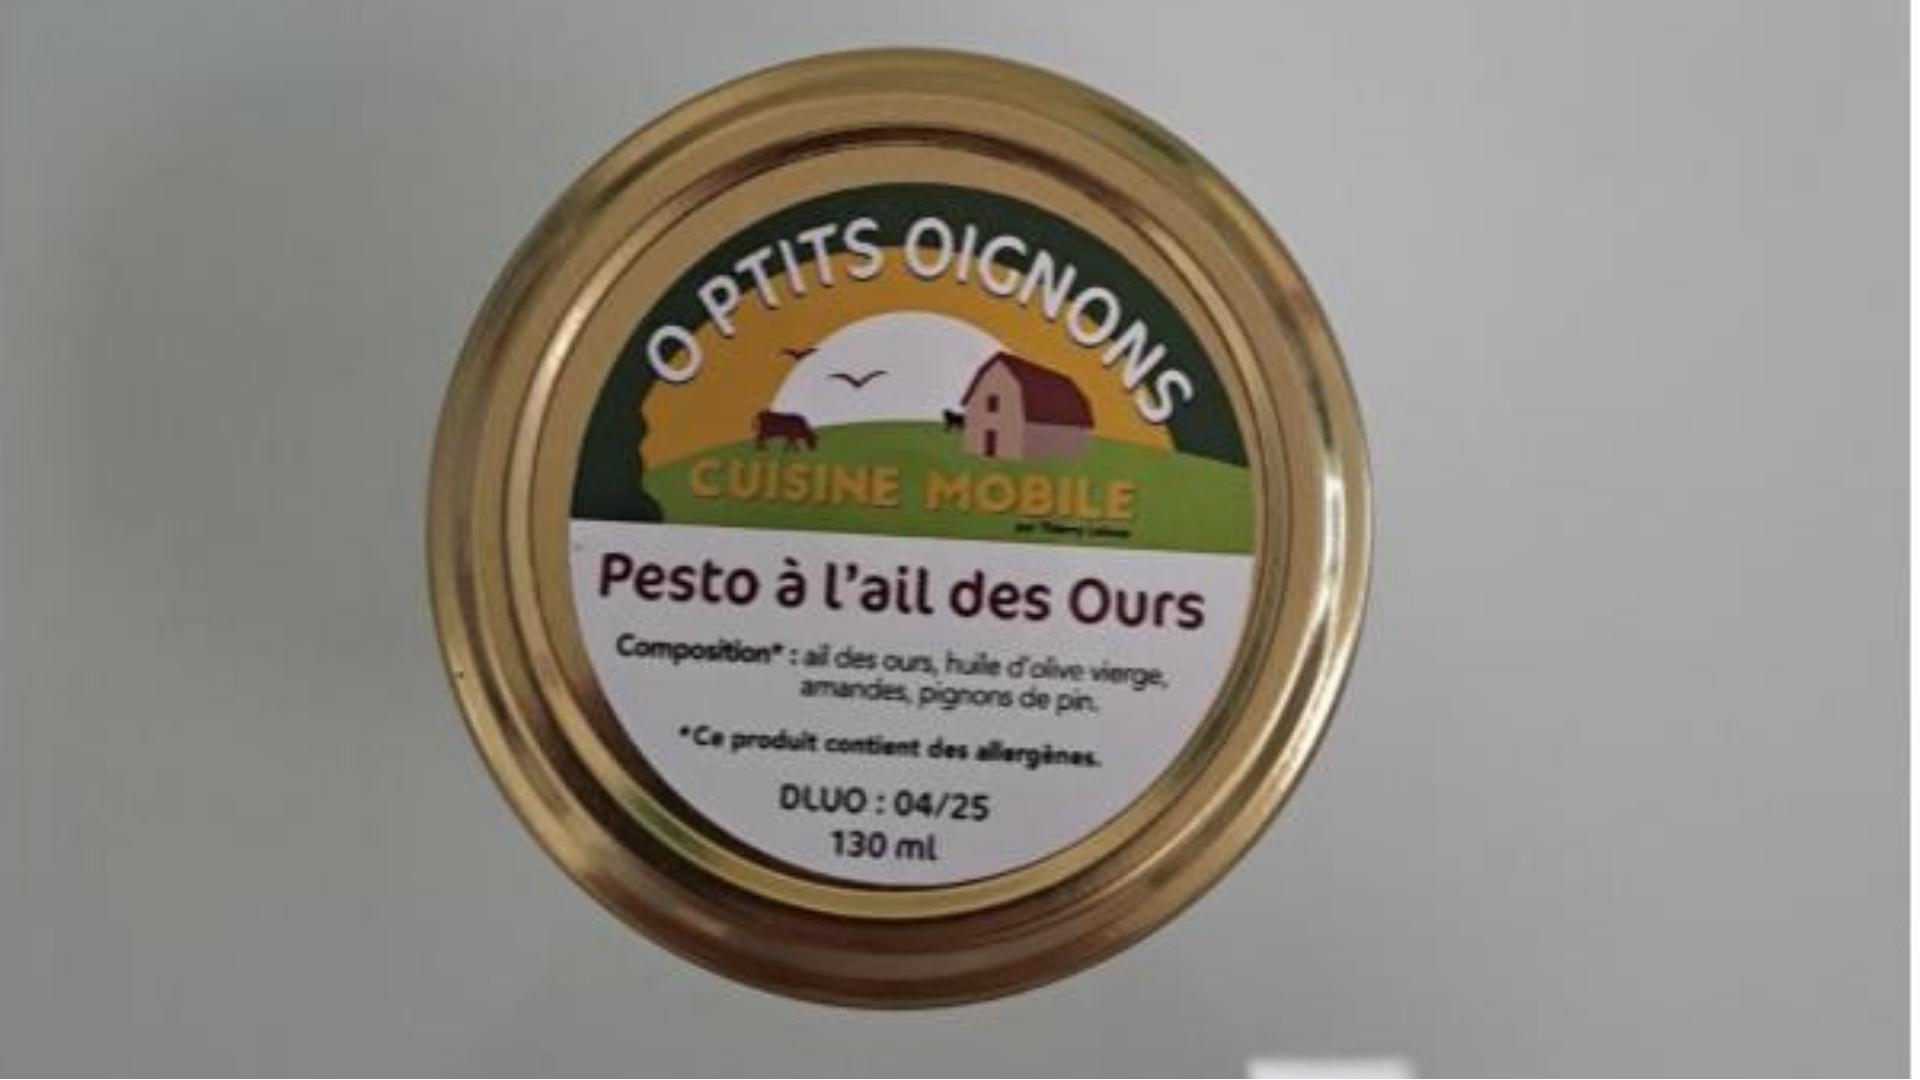 O PTITS OIGNONS
CUISINE MOBILE
Pesto à l'ail des Ours
Composition* : ail des ours, huile d'olive vierge,
amandes, pignons de pin.
*Ce produit contient des allergènes.
DLUO : 04/25
130 ml